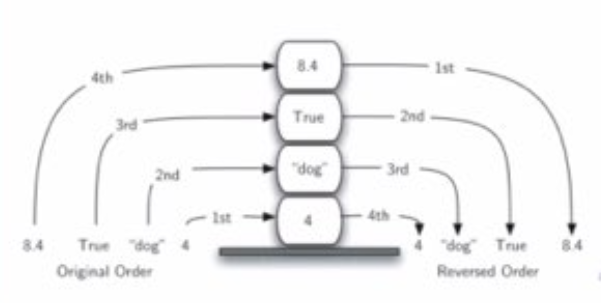 8.4
4th
1st
True
3rd
2nd
"dog"
2nd
3rd
4
1st
4th
8.4 True "dog" 4
4 "dog" True 8.4
Original Order
Reversed Order